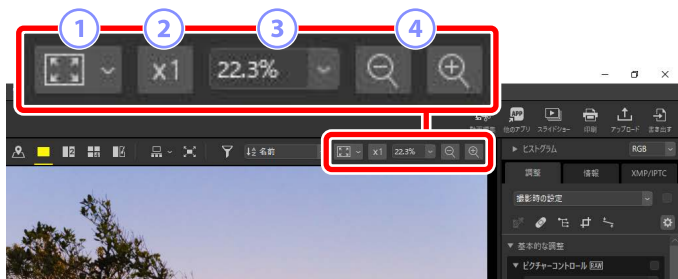 1 2 3 4
x1 22.3%
他のアプリ スライドショー 印刷 アップロード 書き出す
名前 x1 22.3%
ヒストグラム RGB
調整 情報 XMP/IPTC
撮影時の設定
基本的な調整
ピクチャーコントロール RAW